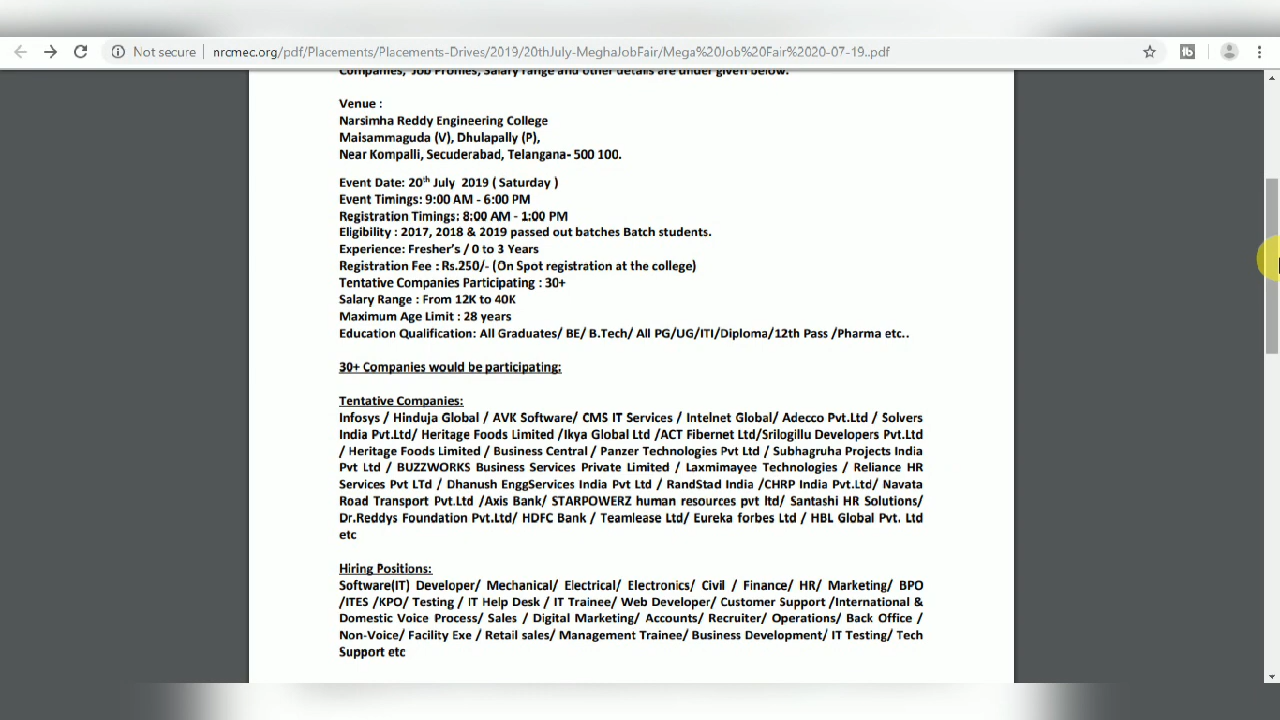 Not secure nrcmec.org/pdf/Placements/Placements-Drives/2019/20thJuly-MeghaJobFair/Mega%20Job%20Fair%2020-07-19..pdf
Companies, Job Profiles, Salary range and other details are under given below.
Venue :
Narsimha Reddy Engineering College
Maisammaguda (V), Dhulapally (P),
Near Kompalli, Secuderabad, Telangana- 500 100.
Event Date: 20th July 2019 ( Saturday )
Event Timings: 9:00 AM - 6:00 PM
Registration Timings: 8:00 AM - 1:00 PM
Eligibility : 2017, 2018 & 2019 passed out batches Batch students.
Experience: Fresher's / 0 to 3 Years
Registration Fee : Rs.250/- (On Spot registration at the college)
Tentative Companies Participating : 30+
Salary Range : From 12K to 40K
Maximum Age Limit : 28 years
Education Qualification: All Graduates/ BE/ B.Tech/ All PG/UG/ITI/Diploma/12th Pass /Pharma etc..
30+ Companies would be participating:
Tentative Companies:
Infosys / Hinduja Global / AVK Software/ CMS IT Services / Intelnet Global/ Adecco Pvt.Ltd / Solvers
India Pvt.Ltd/ Heritage Foods Limited /Ikya Global Ltd /ACT Fibernet Ltd/Srilogillu Developers Pvt.Ltd
/ Heritage Foods Limited / Business Central / Panzer Technologies Pvt Ltd / Subhagruha Projects India
Pvt Ltd / BUZZWORKS Business Services Private Limited / Laxmimayee Technologies / Reliance HR
Services Pvt LTd / Dhanush EnggServices India Pvt Ltd / RandStad India /CHRP India Pvt.Ltd/ Navata
Road Transport Pvt.Ltd /Axis Bank/ STARPOWERZ human resources pvt ltd/ Santashi HR Solutions/
Dr.Reddys Foundation Pvt.Ltd/ HDFC Bank / Teamlease Ltd/ Eureka forbes Ltd / HBL Global Pvt. Ltd
etc
Hiring Positions:
Software(IT) Developer/ Mechanical/ Electrical/ Electronics/ Civil / Finance/ HR/ Marketing/ BPO
/ITES /KPO/ Testing / IT Help Desk / IT Trainee/ Web Developer/ Customer Support /International &
Domestic Voice Process/ Sales / Digital Marketing/ Accounts/ Recruiter/ Operations/ Back Office /
Non-Voice/ Facility Exe / Retail sales/ Management Trainee/ Business Development/ IT Testing/ Tech
Support etc